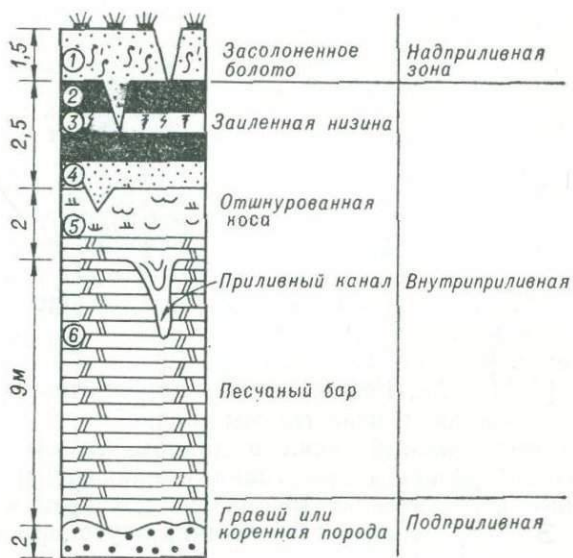 1,5
2,5
2
9м
2
1
2
3
4
5
6
Засолоненное
болото
Надприливная
зона
Заиленная низина
Отшнурованная
коса
Приливный канал
Внутриприливная
Песчаный бар
Гравий или
коренная порода
Подприливная